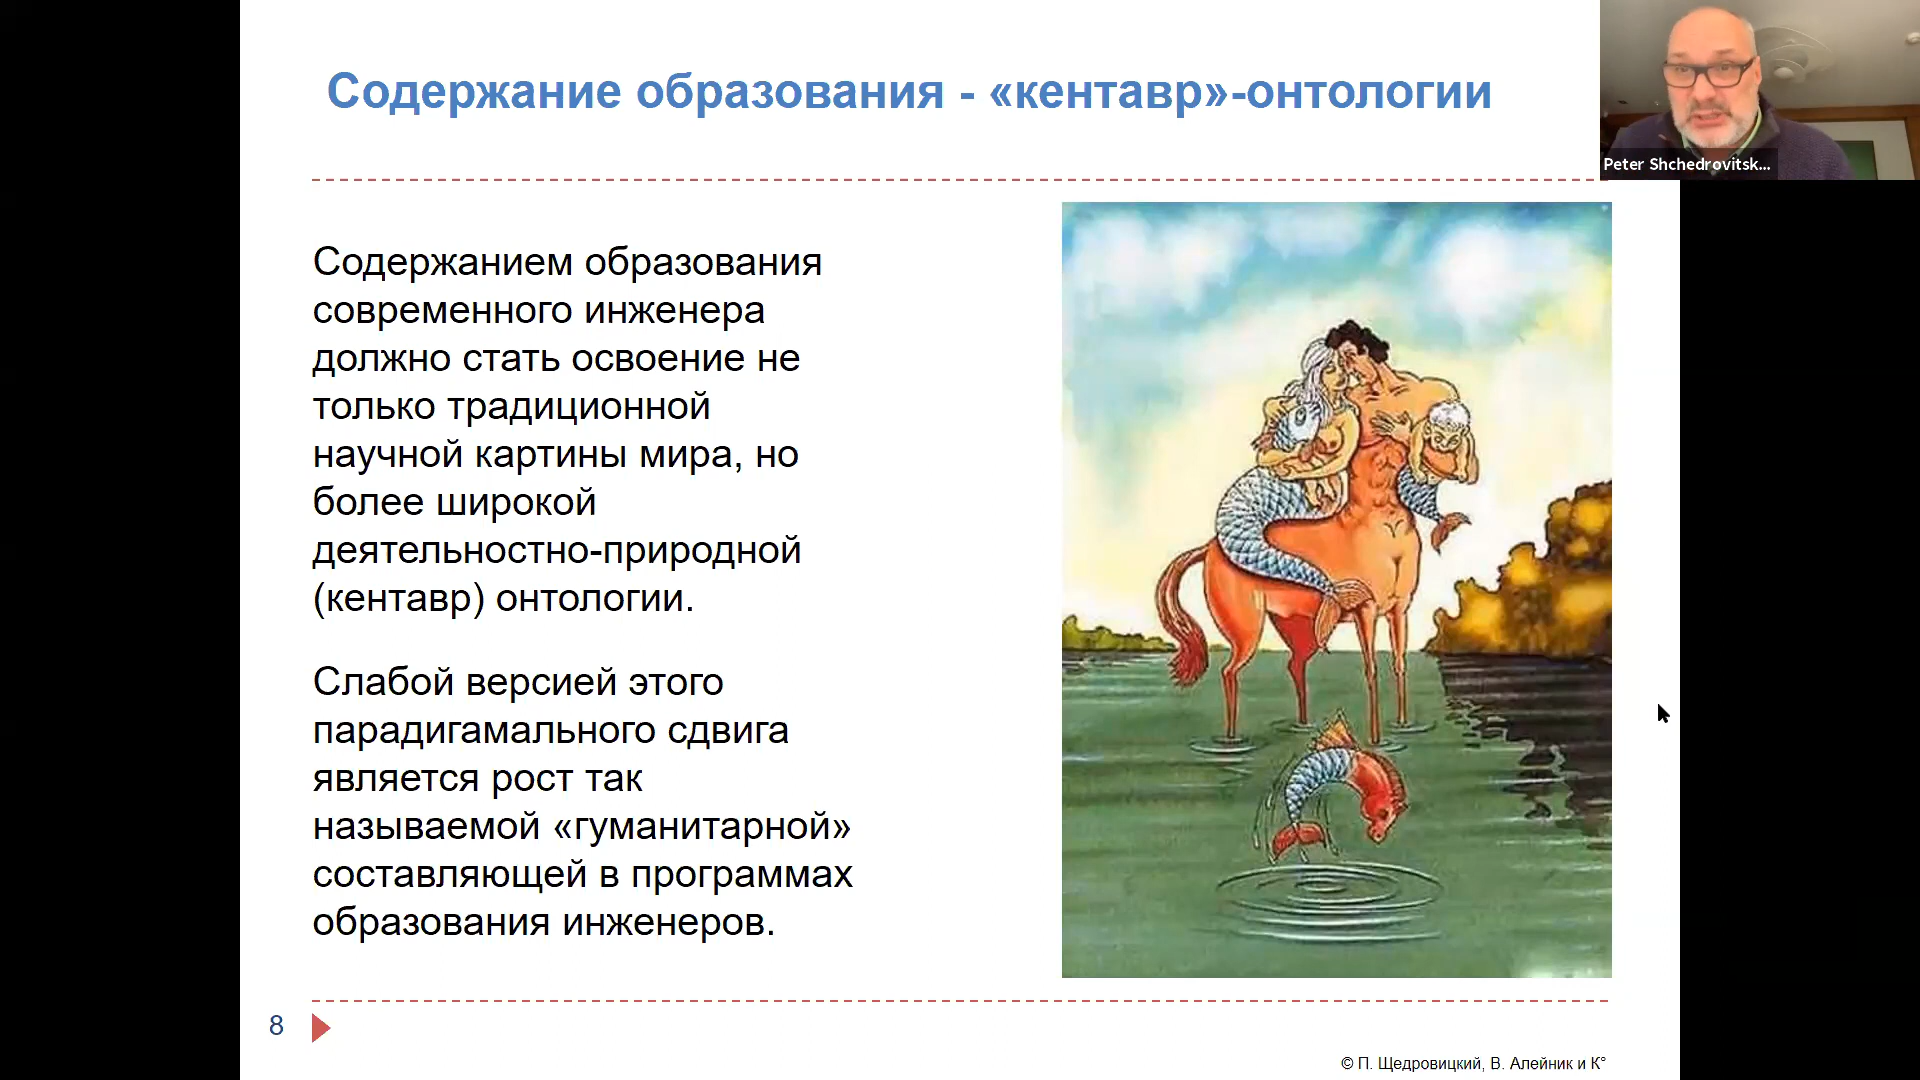 Содержание образования - «кентавр»-онтологии
Peter Shchedrovitsk...
Содержанием образования
современного инженера
должно стать освоение не
только традиционной
научной картины мира, но
более широкой
деятельностно-природной
(кентавр) онтологии.
Слабой версией этого
парадигамального сдвига
является рост так
называемой «гуманитарной»
составляющей в программах
образования инженеров.
8
© П. Щедровицкий, В. Алейник и К°